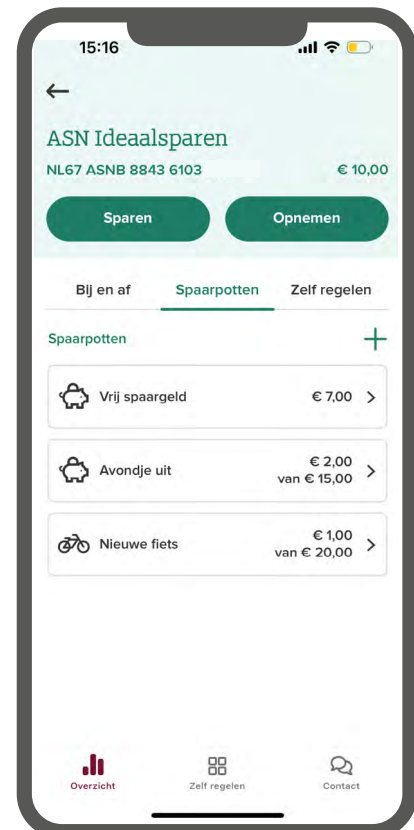 15:16
ASN Ideaalsparen
NL67 ASNB 8843 6103 € 10,00
Sparen Opnemen
Bij en af Spaarpotten Zelf regelen
Spaarpotten
Vrij spaargeld € 7,00
Avondje uit € 2,00
van € 15,00
Nieuwe fiets € 1,00
van € 20,00
Overzicht Zelf regelen Contact